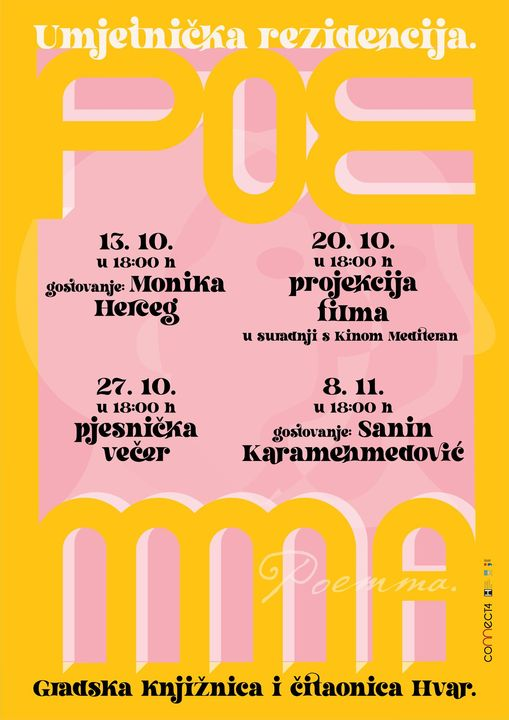 Umjetnička rezidencija.
POE
13. 10.
u 18:00 h
gostovanje: Monika
Herceg
20. 10.
u 18:00 h
projekcija
filma
u suradnji s Kinom Mediteran
27. 10.
u 18:00 h
pjesnička
večer
8. 11.
u 18:00 h
gostovanje: Sanin
Karamehmedović
MMA
Poemma.
coNNect4
Gradska knjižnica i čitaonica Hvar.